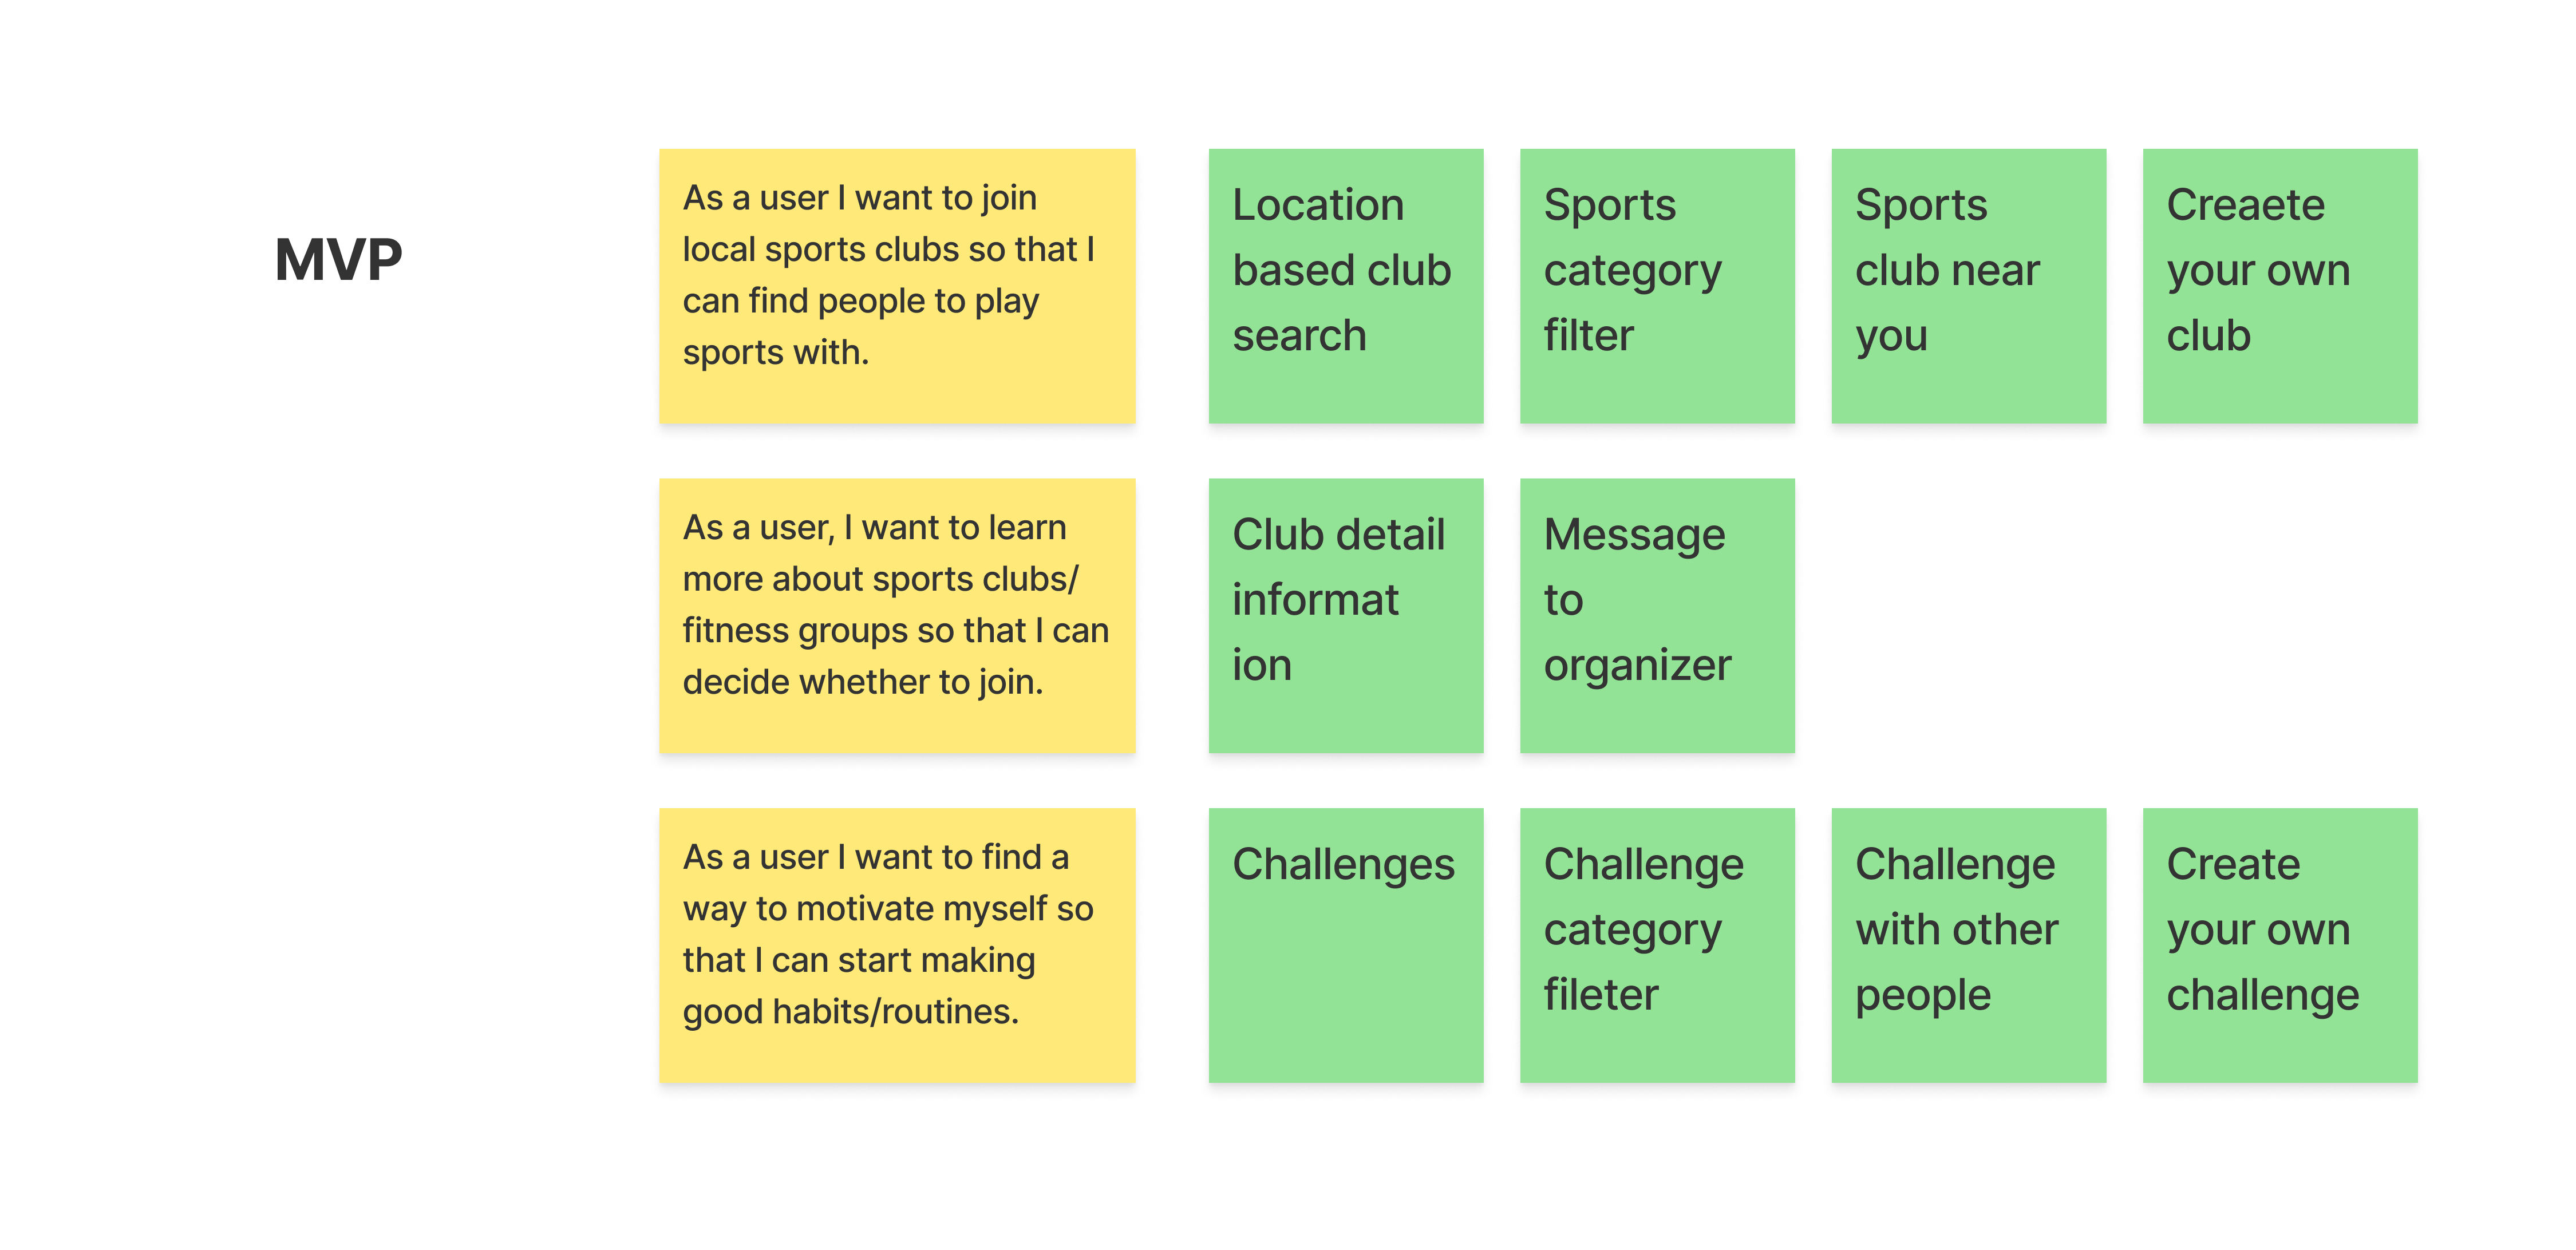 MVP
As a user I want to join
local sports clubs so that I
can find people to play
sports with.
Location
based club
search
Sports
category
filter
Sports
club near
you
Creaete
your own
club
As a user, I want to learn
more about sports clubs/
fitness groups so that I can
decide whether to join.
Club detail
informat
ion
Message
to
organizer
As a user I want to find a
way to motivate myself so
that I can start making
good habits/routines.
Challenges
Challenge
category
fileter
Challenge
with other
people
Create
your own
challenge